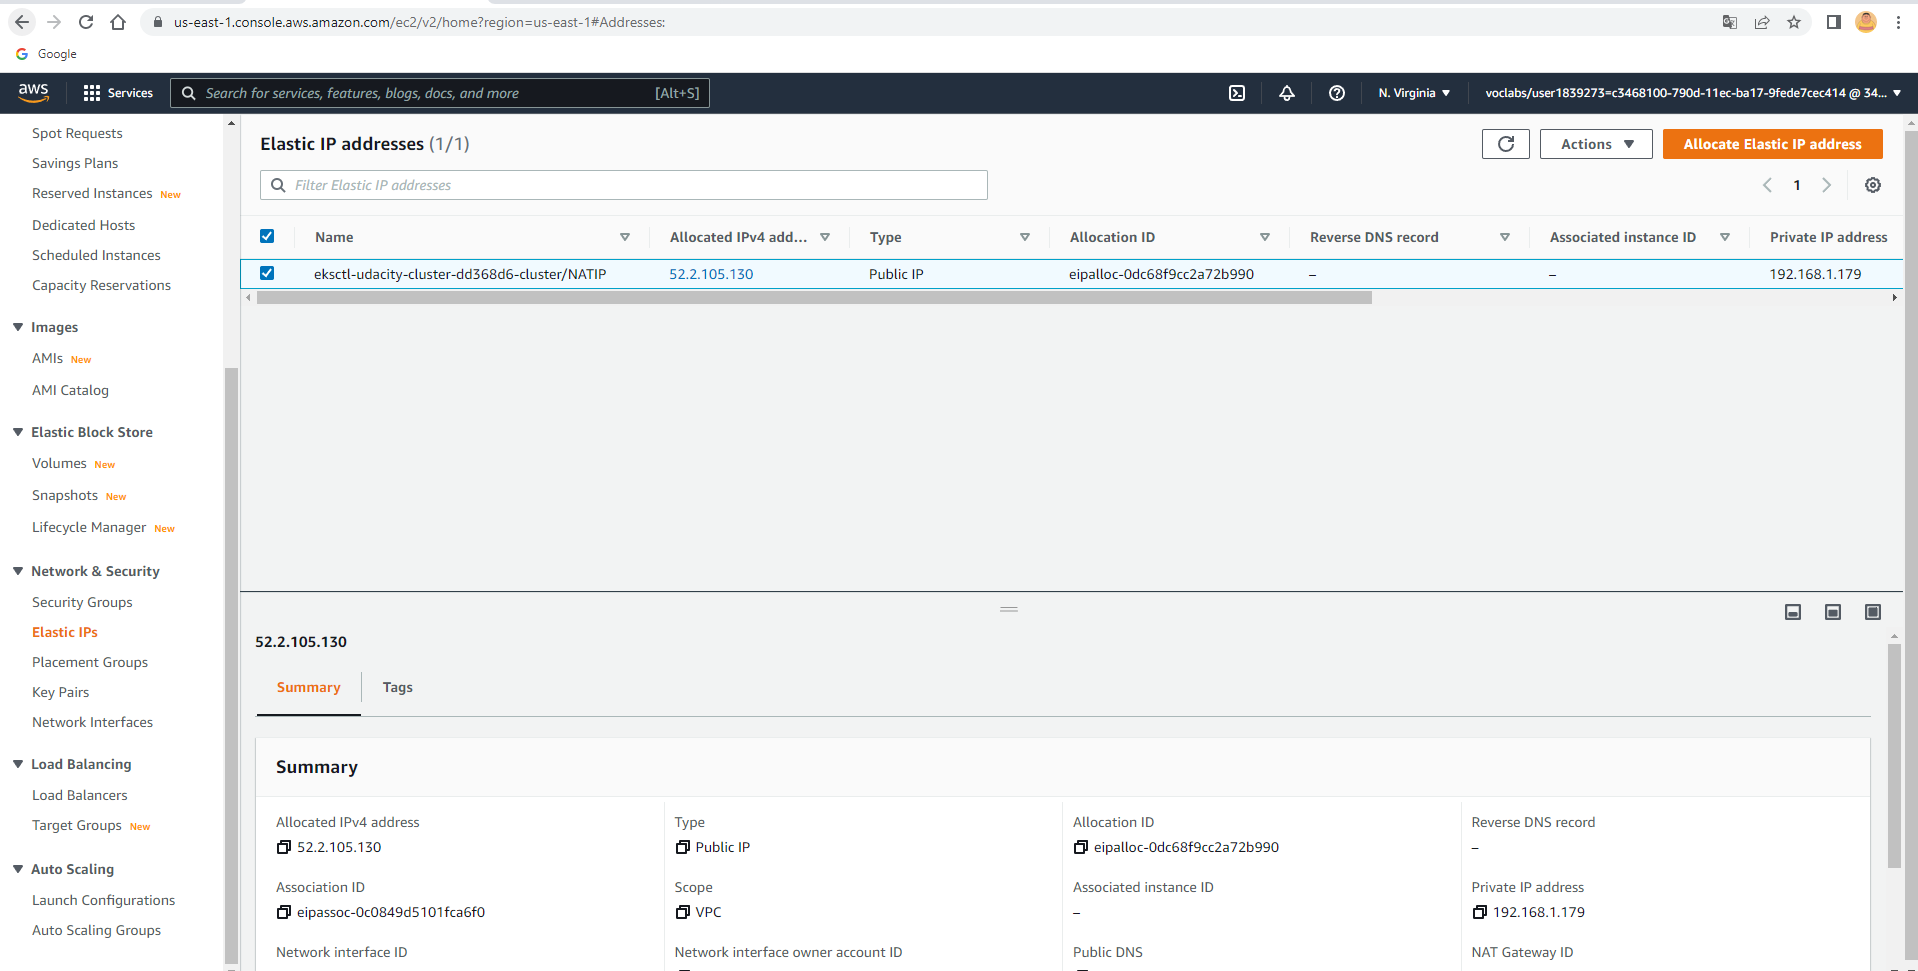 us-east-1.console.aws.amazon.com/ec2/v2/home?region=us-east-1#Addresses:
Google
aws
Services
Search for services, features, blogs, docs, and more
[Alt+S]
N. Virginia
voclabs/user1839273=c3468100-790d-11ec-ba17-9fede7cec414 @ 34...
Spot Requests
Savings Plans
Reserved Instances New
Dedicated Hosts
Scheduled Instances
Capacity Reservations
Images
AMIs New
AMI Catalog
Elastic Block Store
Volumes New
Snapshots New
Lifecycle Manager New
Network & Security
Security Groups
Elastic IPs
Placement Groups
Key Pairs
Network Interfaces
Load Balancing
Load Balancers
Target Groups New
Auto Scaling
Launch Configurations
Auto Scaling Groups
Elastic IP addresses (1/1)
Actions
Allocate Elastic IP address
Filter Elastic IP addresses
1
Name Allocated IPv4 add... Type Allocation ID Reverse DNS record Associated instance ID Private IP address
eksctl-udacity-cluster-dd368d6-cluster/NATIP 52.2.105.130 Public IP eipalloc-0dc68f9cc2a72b990 – – 192.168.1.179
52.2.105.130
Summary
Tags
Summary
Allocated IPv4 address
52.2.105.130
Type
Public IP
Allocation ID
eipalloc-0dc68f9cc2a72b990
Reverse DNS record
–
Association ID
eipassoc-0c0849d5101fca6f0
Scope
VPC
Associated instance ID
–
Private IP address
192.168.1.179
Network interface ID
Network interface owner account ID
Public DNS
NAT Gateway ID